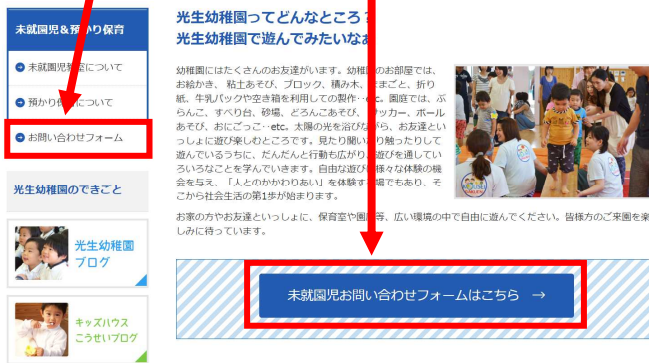 未就園児&預かり保育
未就園児 室について
預かり保 について
お問い合わせフォーム
光生幼稚園のできごと
光生幼稚園
ブログ
キッズハウス
こうせいブログ
光生幼稚園ってどんなところ?
光生幼稚園で遊んでみたいなぁ
幼稚園にはたくさんのお友達がいます。幼稚 のお部屋では、
お絵かき、 粘土あそび、ブロック、積み木、 まごと、折り
紙、牛乳パックや空き箱を利用しての製作‥etc。園庭では、ぶ
らんこ、すべり台、砂場、どろんこあそび、 ッカー、ボール
あそび、おにごっこ‥etc。太陽の光を浴びな ら、お友達とい
っしょに遊び楽しむところです。見たり聞い り触ったりして
遊んでいるうちに、だんだんと行動も広がり 遊びを通してい
ろいろなことを学んでいきます。自由な遊び 様々な体験の機
会を与え、「人とのかかわりあい」を体験す 場でもあり、そ
こから社会生活の第1歩が始まります。
お家の方やお友達といっしょに、保育室や園 等、広い環境の中で自由に遊んでください。皆様方のご来園を楽
しみに待っています。
未就園児お問い合わせフォームはこちら →